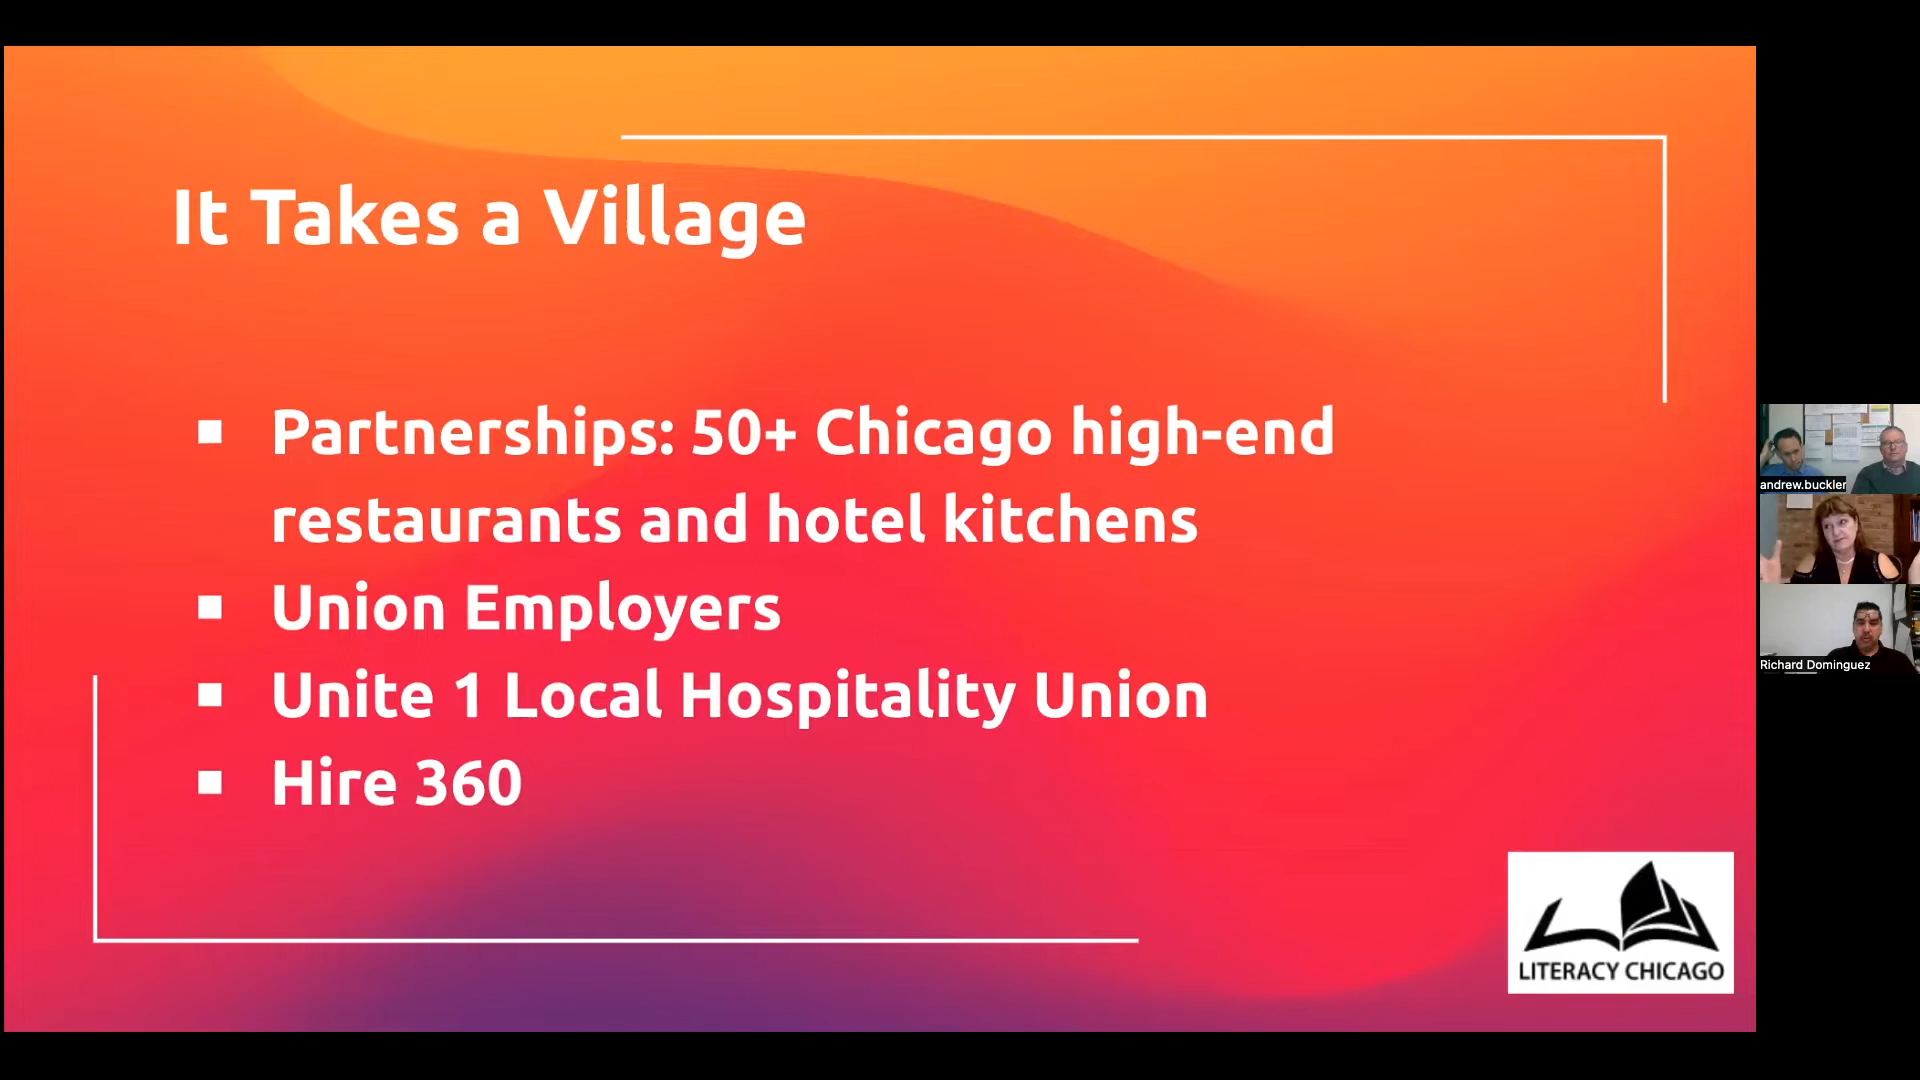 It Takes a Village
▪ Partnerships: 50+ Chicago high-end
restaurants and hotel kitchens
▪ Union Employers
▪ Unite 1 Local Hospitality Union
▪ Hire 360
LITERACY CHICAGO
andrew.buckler
Richard Dominguez